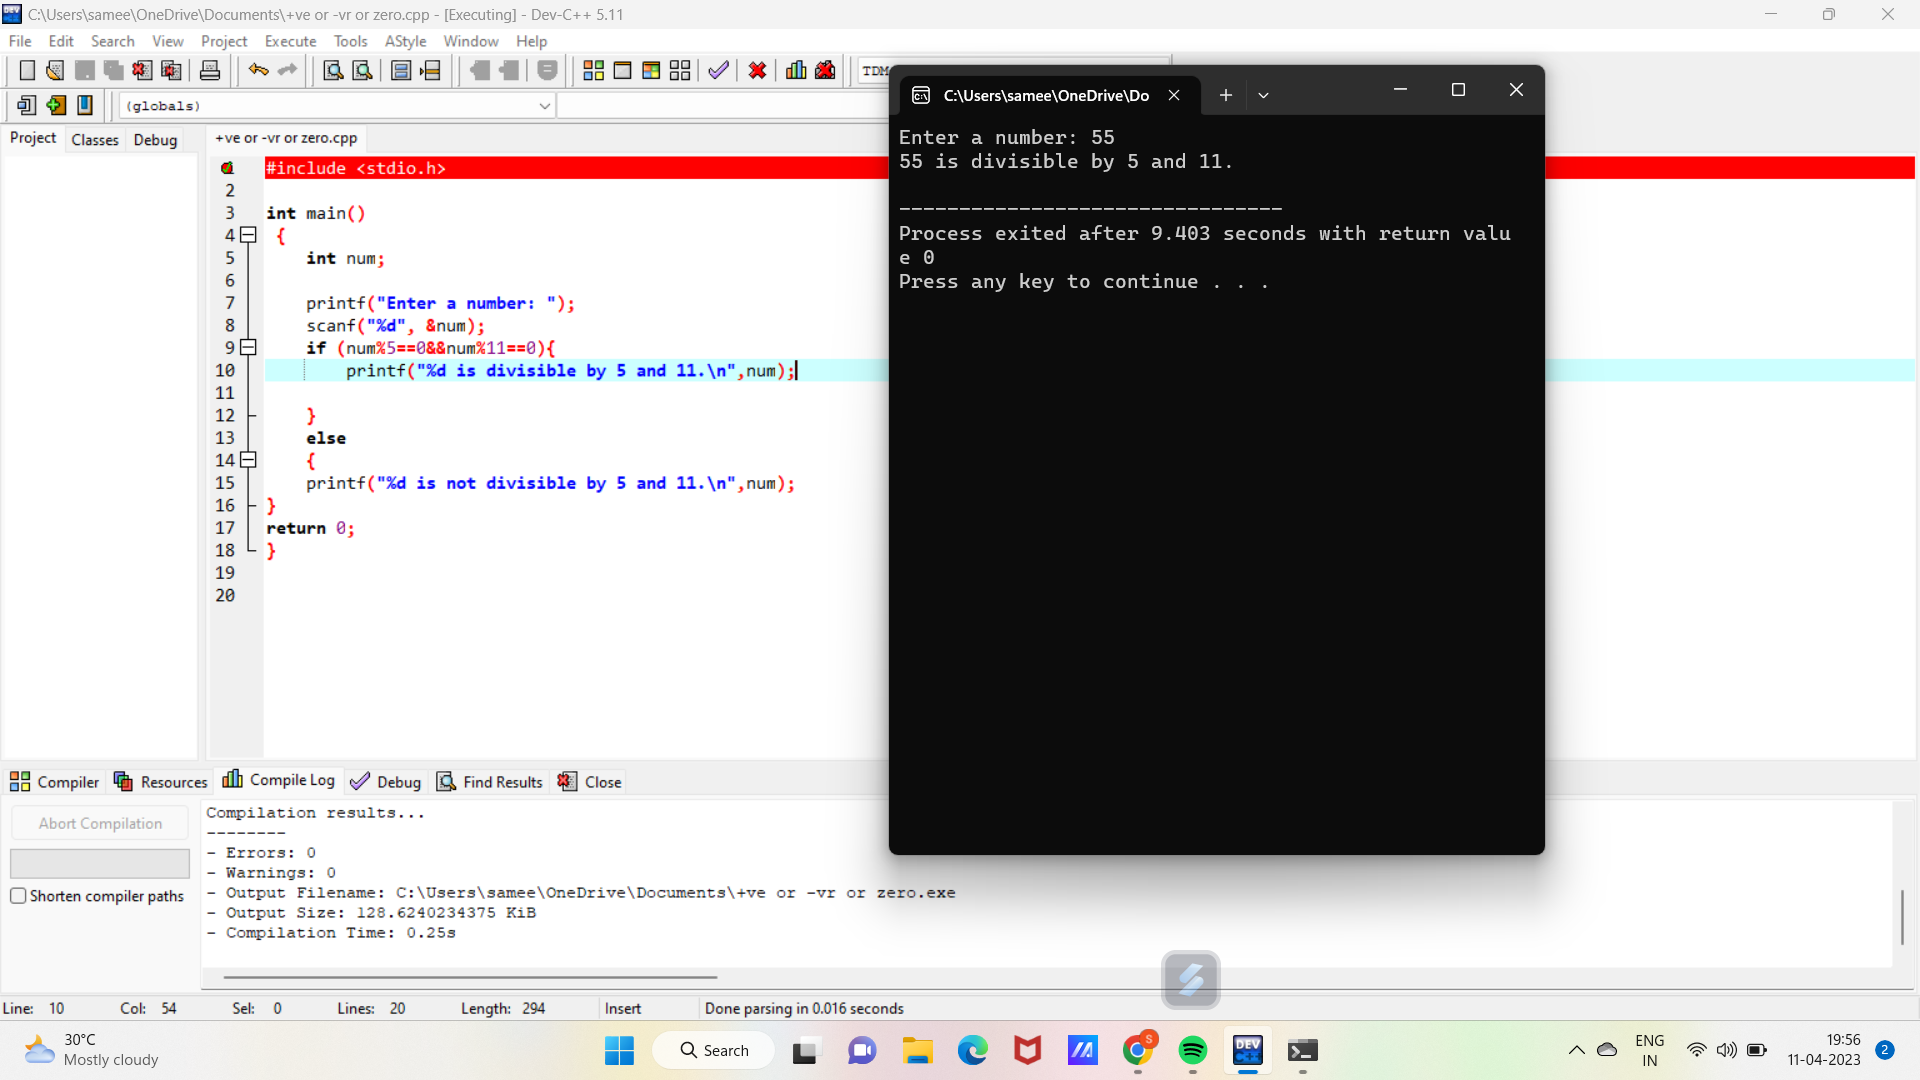 C:\Users\samee\OneDrive\Documents\+ve or -vr or zero.cpp - [Executing] - Dev-C++ 5.11
File Edit Search View Project Execute Tools AStyle Window Help
TDM
(globals)
Project Classes Debug
+ve or -vr or zero.cpp
#include <stdio.h>
2
3 int main()
4 {
5 int num;
6
7 printf("Enter a number: ");
8 scanf("%d", &num);
9 if (num%5==0&&num%11==0){
10 printf("%d is divisible by 5 and 11.\n",num);
11
12 }
13 else
14 {
15 printf("%d is not divisible by 5 and 11.\n",num);
16 }
17 return 0;
18 }
19
20
C:\Users\samee\OneDrive\Do
Enter a number: 55
55 is divisible by 5 and 11.
--------------------------------
Process exited after 9.403 seconds with return valu
e 0
Press any key to continue . . .
Compiler Resources Compile Log Debug Find Results Close
Abort Compilation
Shorten compiler paths
Compilation results...
--------
- Errors: 0
- Warnings: 0
- Output Filename: C:\Users\samee\OneDrive\Documents\+ve or -vr or zero.exe
- Output Size: 128.6240234375 KiB
- Compilation Time: 0.25s
Line: 10 Col: 54 Sel: 0 Lines: 20 Length: 294 Insert Done parsing in 0.016 seconds
30°C
Mostly cloudy
Search
S
DEV
C++
ENG
IN
19:56
11-04-2023
2